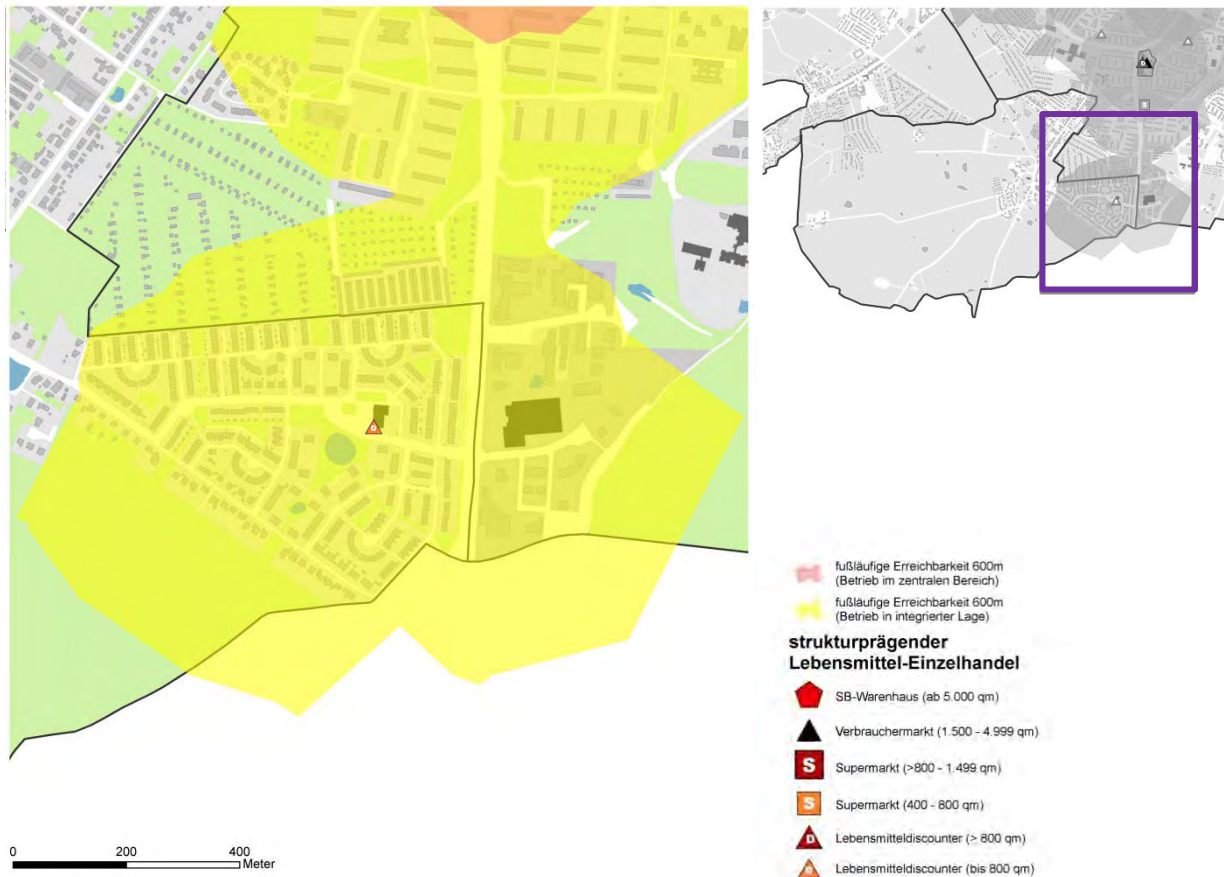 D
S
D
0
200
400
Meter
fußläufige Erreichbarkeit 600m
(Betrieb im zentralen Bereich)
fußläufige Erreichbarkeit 600m
(Betrieb in integrierter Lage)
strukturprägender
Lebensmittel-Einzelhandel
SB-Warenhaus (ab 5.000 qm)
Verbrauchermarkt (1.500 - 4.999 qm)
S Supermarkt (>800 - 1.499 qm)
S Supermarkt (400 - 800 qm)
D Lebensmitteldiscounter (> 800 qm)
D Lebensmitteldiscounter (bis 800 qm)